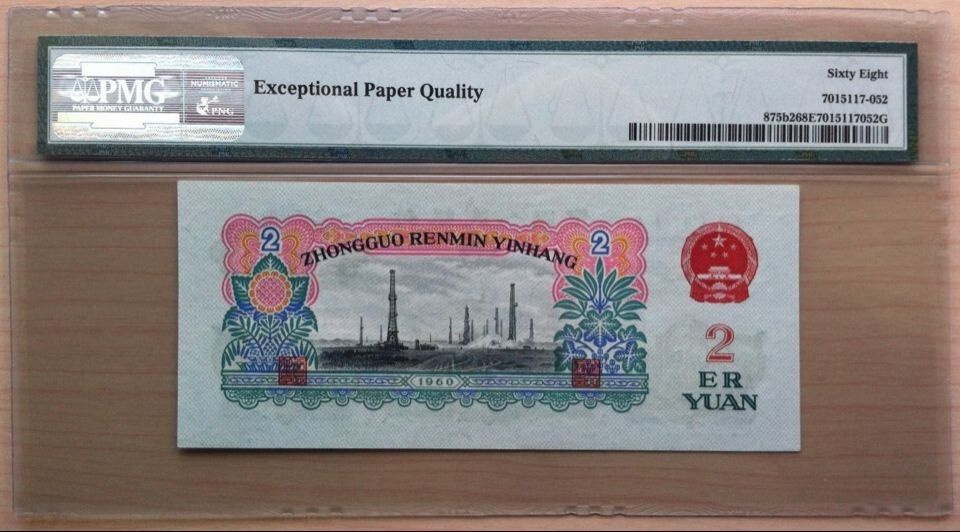 PMG
PAPER MONEY GUARANTY
NUMISMATIC
PNG
Exceptional Paper Quality
Sixty Eight
7015117-052
875b268E7015117052G
2
2
ZHONGGUO RENMIN YINHANG
1960
2
ER
YUAN